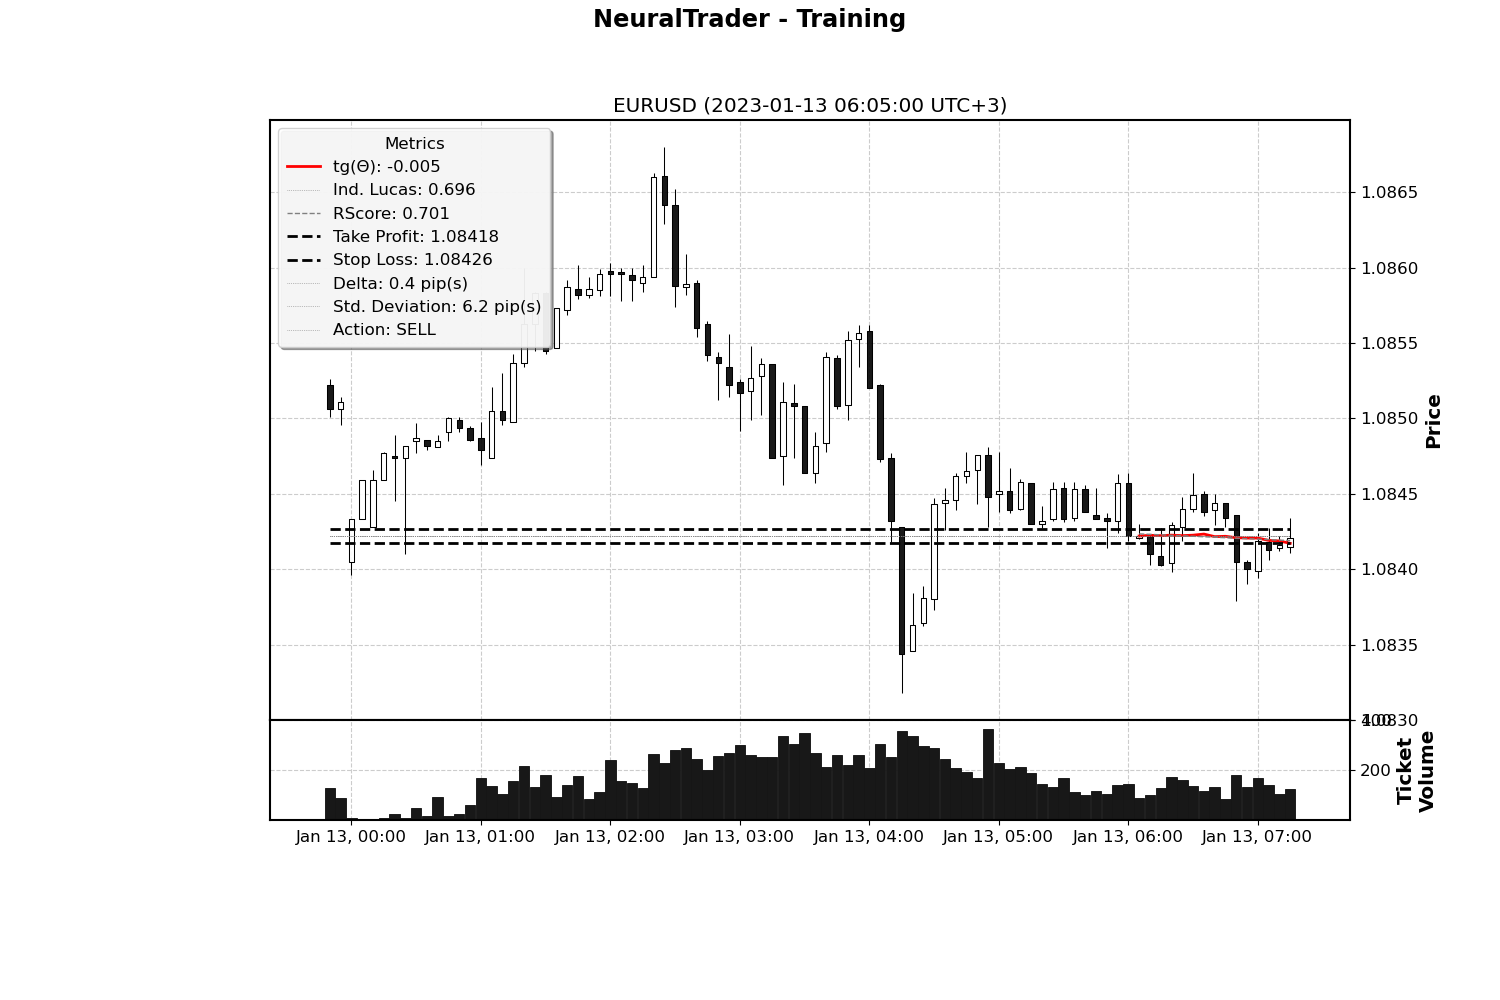 NeuralTrader - Training
EURUSD (2023-01-13 06:05:00 UTC+3)
Metrics
tg(Θ): -0.005
Ind. Lucas: 0.696
RScore: 0.701
Take Profit: 1.08418
Stop Loss: 1.08426
Delta: 0.4 pip(s)
Std. Deviation: 6.2 pip(s)
Action: SELL
1.0865
1.0860
1.0855
1.0850
1.0845
1.0840
1.0835
1.0830
Price
400
200
Ticket
Volume
Jan 13, 00:00
Jan 13, 01:00
Jan 13, 02:00
Jan 13, 03:00
Jan 13, 04:00
Jan 13, 05:00
Jan 13, 06:00
Jan 13, 07:00